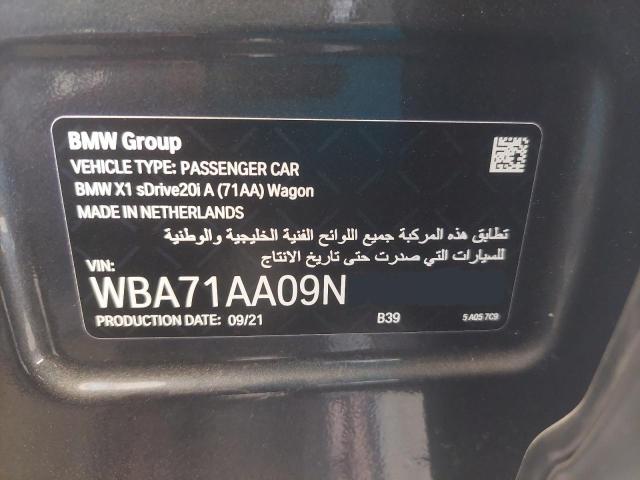 BMW Group
VEHICLE TYPE: PASSENGER CAR
BMW X1 sDrive20i A (71AA) Wagon
MADE IN NETHERLANDS
تطابق هذه المركبة جميع اللوائح الفنية الخليجية والوطنية
للسيارات التي صدرت حتى تاريخ الانتاج
VIN:
WBA71AA09N
PRODUCTION DATE: 09/21 B39 5 A05 7C9